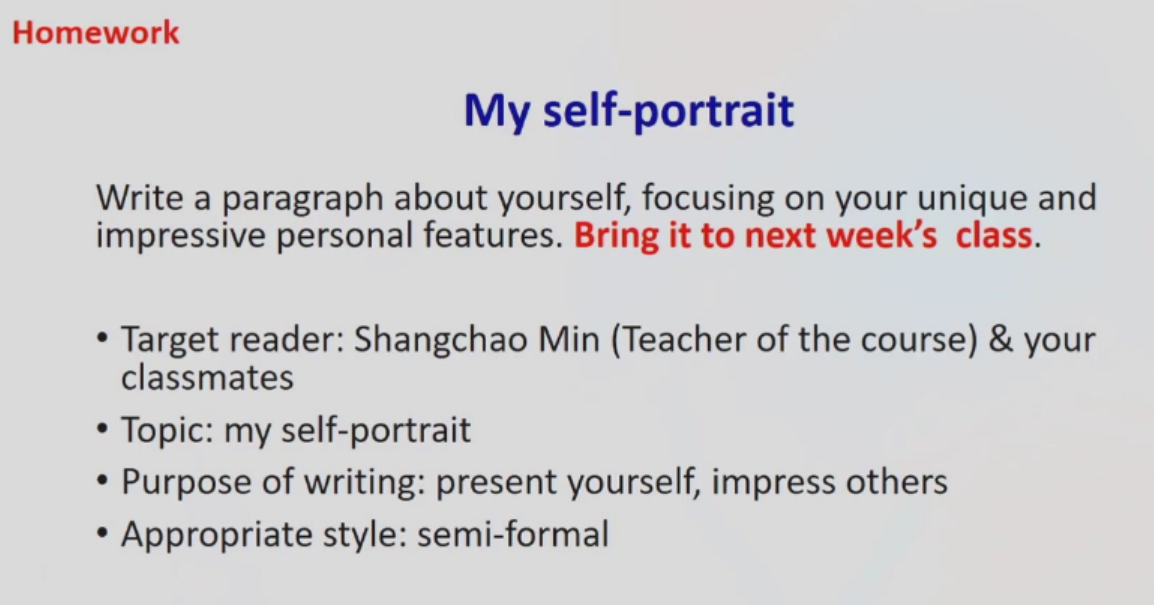 Homework
My self-portrait
Write a paragraph about yourself, focusing on your unique and
impressive personal features. Bring it to next week's class.
• Target reader: Shangchao Min (Teacher of the course) & your
classmates
• Topic: my self-portrait
• Purpose of writing: present yourself, impress others
• Appropriate style: semi-formal